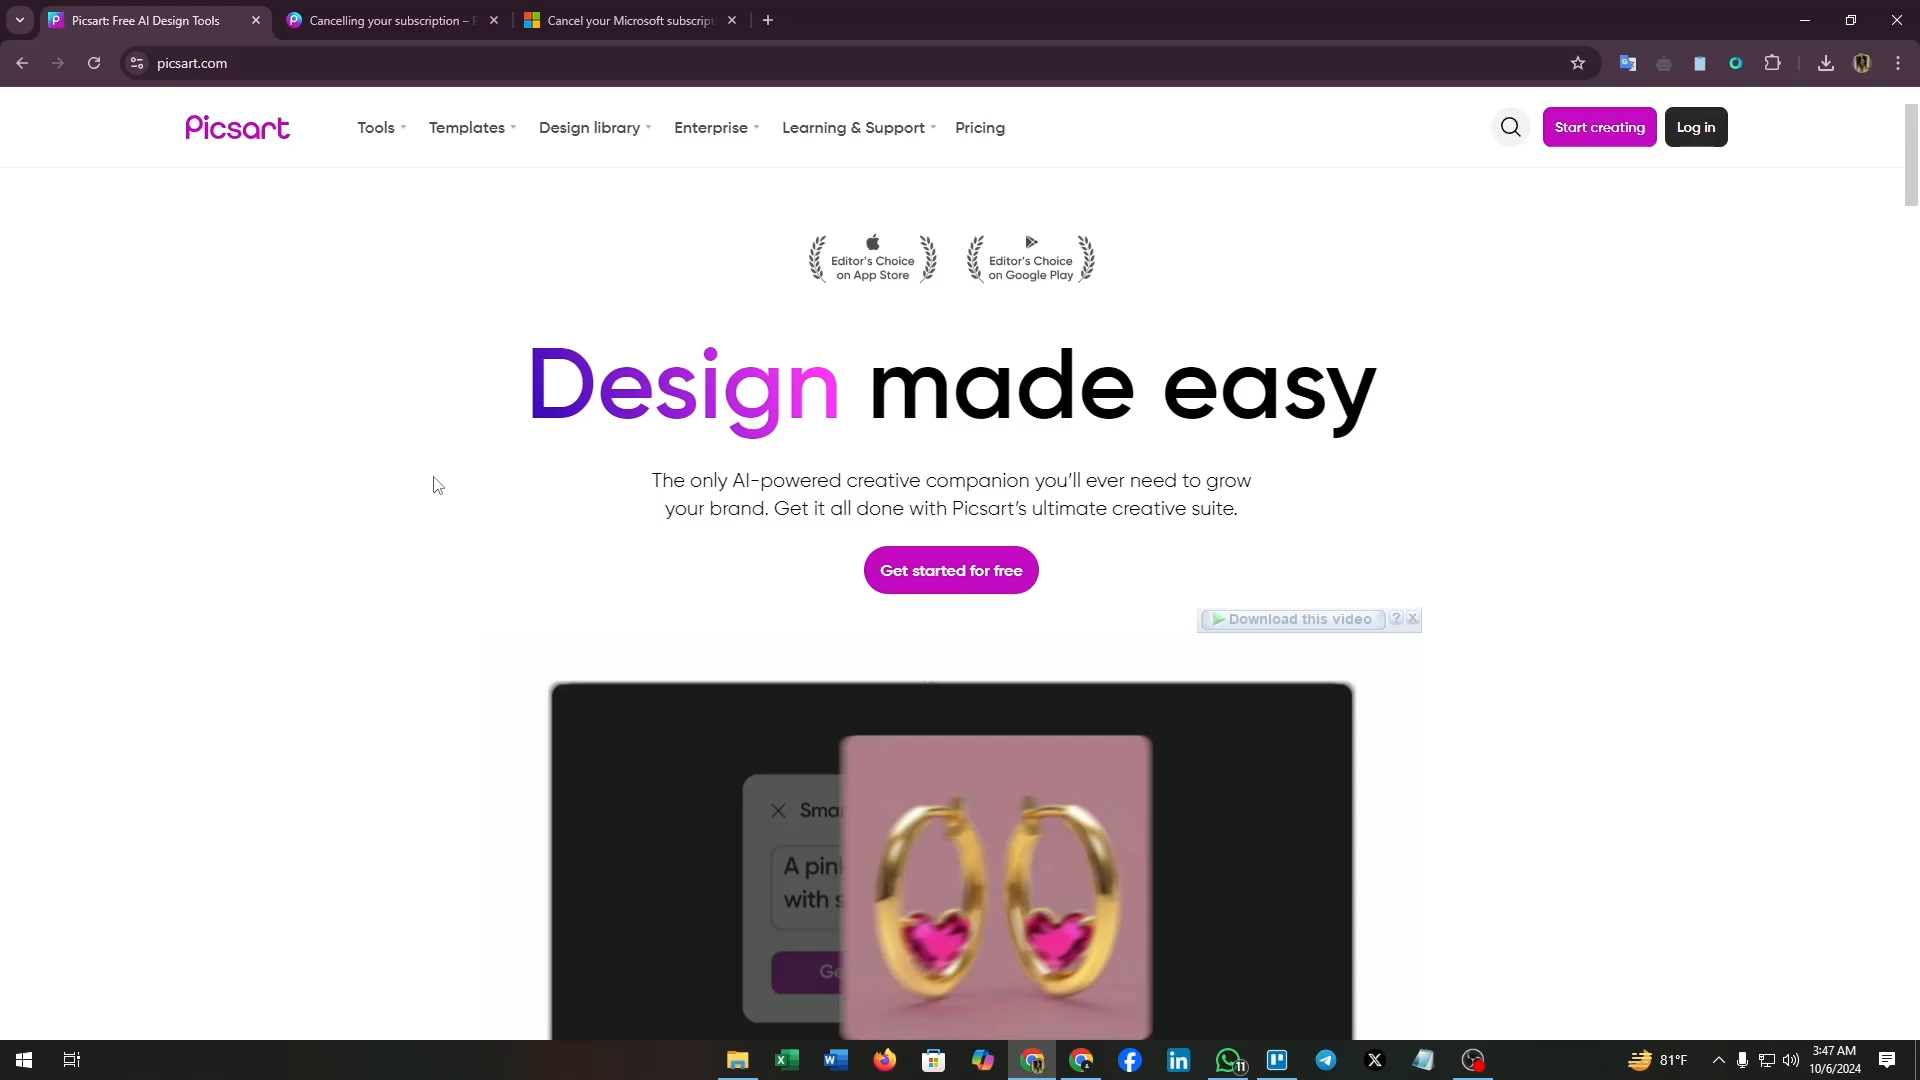 Picsart: Free AI Design Tools
Cancelling your subscription –
Cancel your Microsoft subscript
picsart.com
Picsart
Tools
Templates
Design library
Enterprise
Learning & Support
Pricing
Start creating
Log in
Editor's Choice
on App Store
Editor's Choice
on Google Play
Design made easy
The only AI-powered creative companion you'll ever need to grow
your brand. Get it all done with Picsart's ultimate creative suite.
Get started for free
Download this video
Smar
A pin
with s
Ge
11
81°F
3:47 AM
10/6/2024